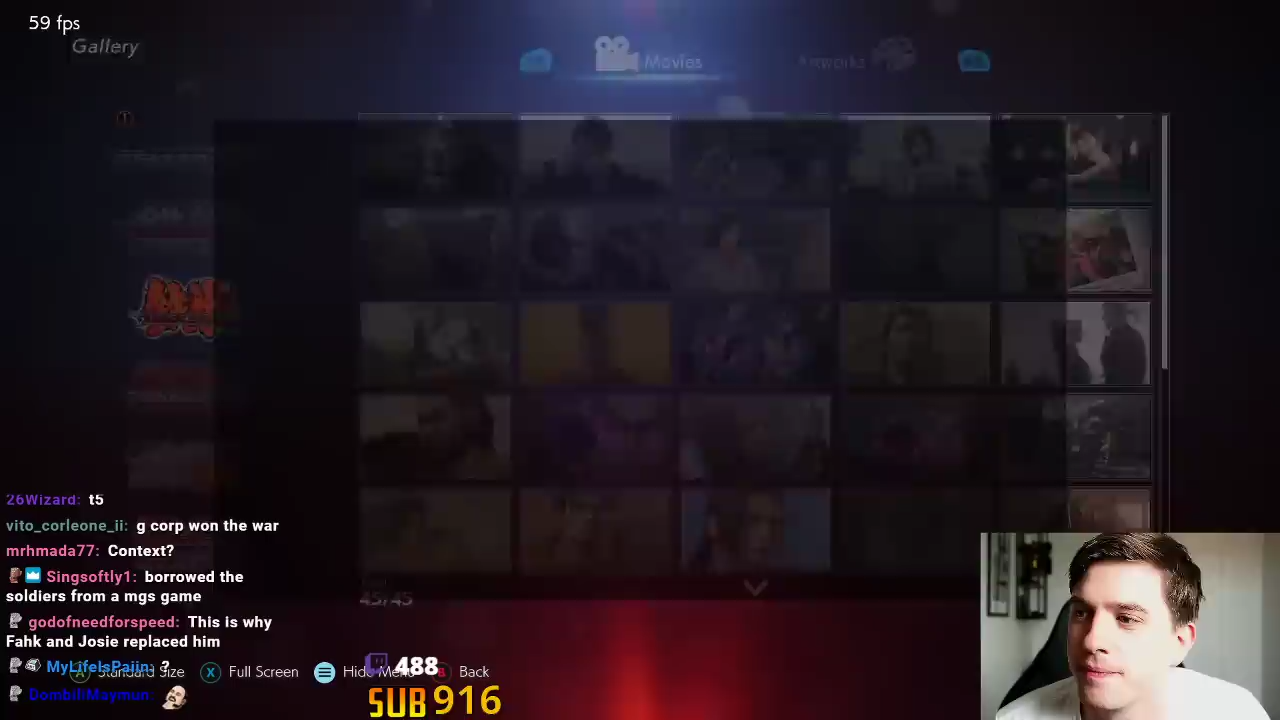 59 fps
Gallery
Movies
Artworks
45/45
26Wizard: t5
vito_corleone_ii: g corp won the war
mrhmada77: Context?
Singsoftly1: borrowed the
soldiers from a mgs game
godofneedforspeed: This is why
Fahk and Josie replaced him
MyLifeIsPaiin: ?
DombiliMaymun:
A Standard Size
X Full Screen
Hide Menu
B Back
488
SUB 916